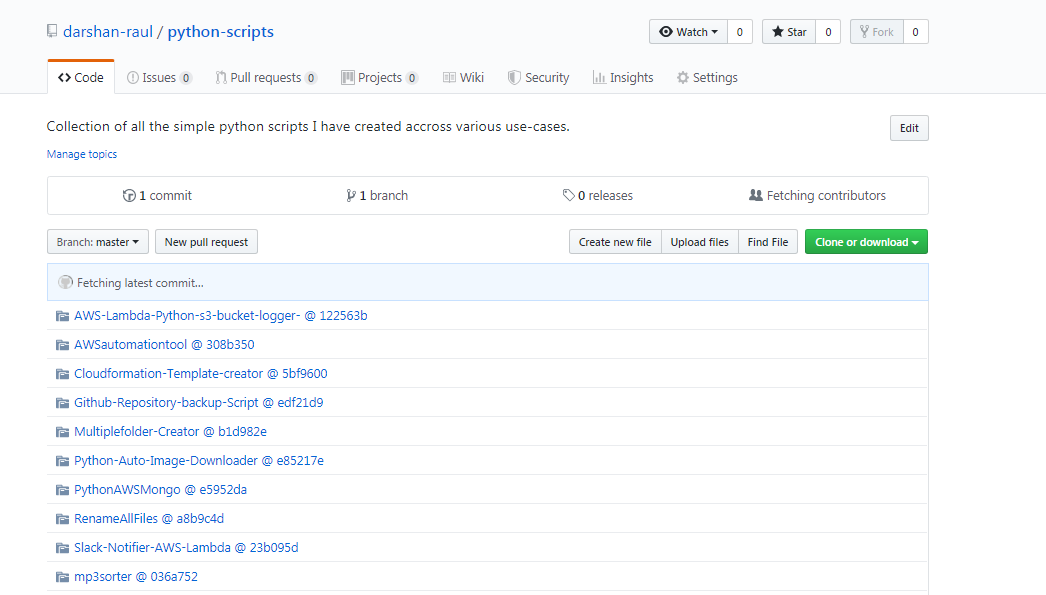 darshan-raul / python-scripts
Watch 0 Star 0 Fork 0
Code Issues 0 Pull requests 0 Projects 0 Wiki Security Insights Settings
Collection of all the simple python scripts I have created accross various use-cases.
Edit
Manage topics
1 commit 1 branch 0 releases Fetching contributors
Branch: master New pull request Create new file Upload files Find File Clone or download
Fetching latest commit...
AWS-Lambda-Python-s3-bucket-logger- @ 122563b
AWSautomationtool @ 308b350
Cloudformation-Template-creator @ 5bf9600
Github-Repository-backup-Script @ edf21d9
Multiplefolder-Creator @ b1d982e
Python-Auto-Image-Downloader @ e85217e
PythonAWSMongo @ e5952da
RenameAllFiles @ a8b9c4d
Slack-Notifier-AWS-Lambda @ 23b095d
mp3sorter @ 036a752